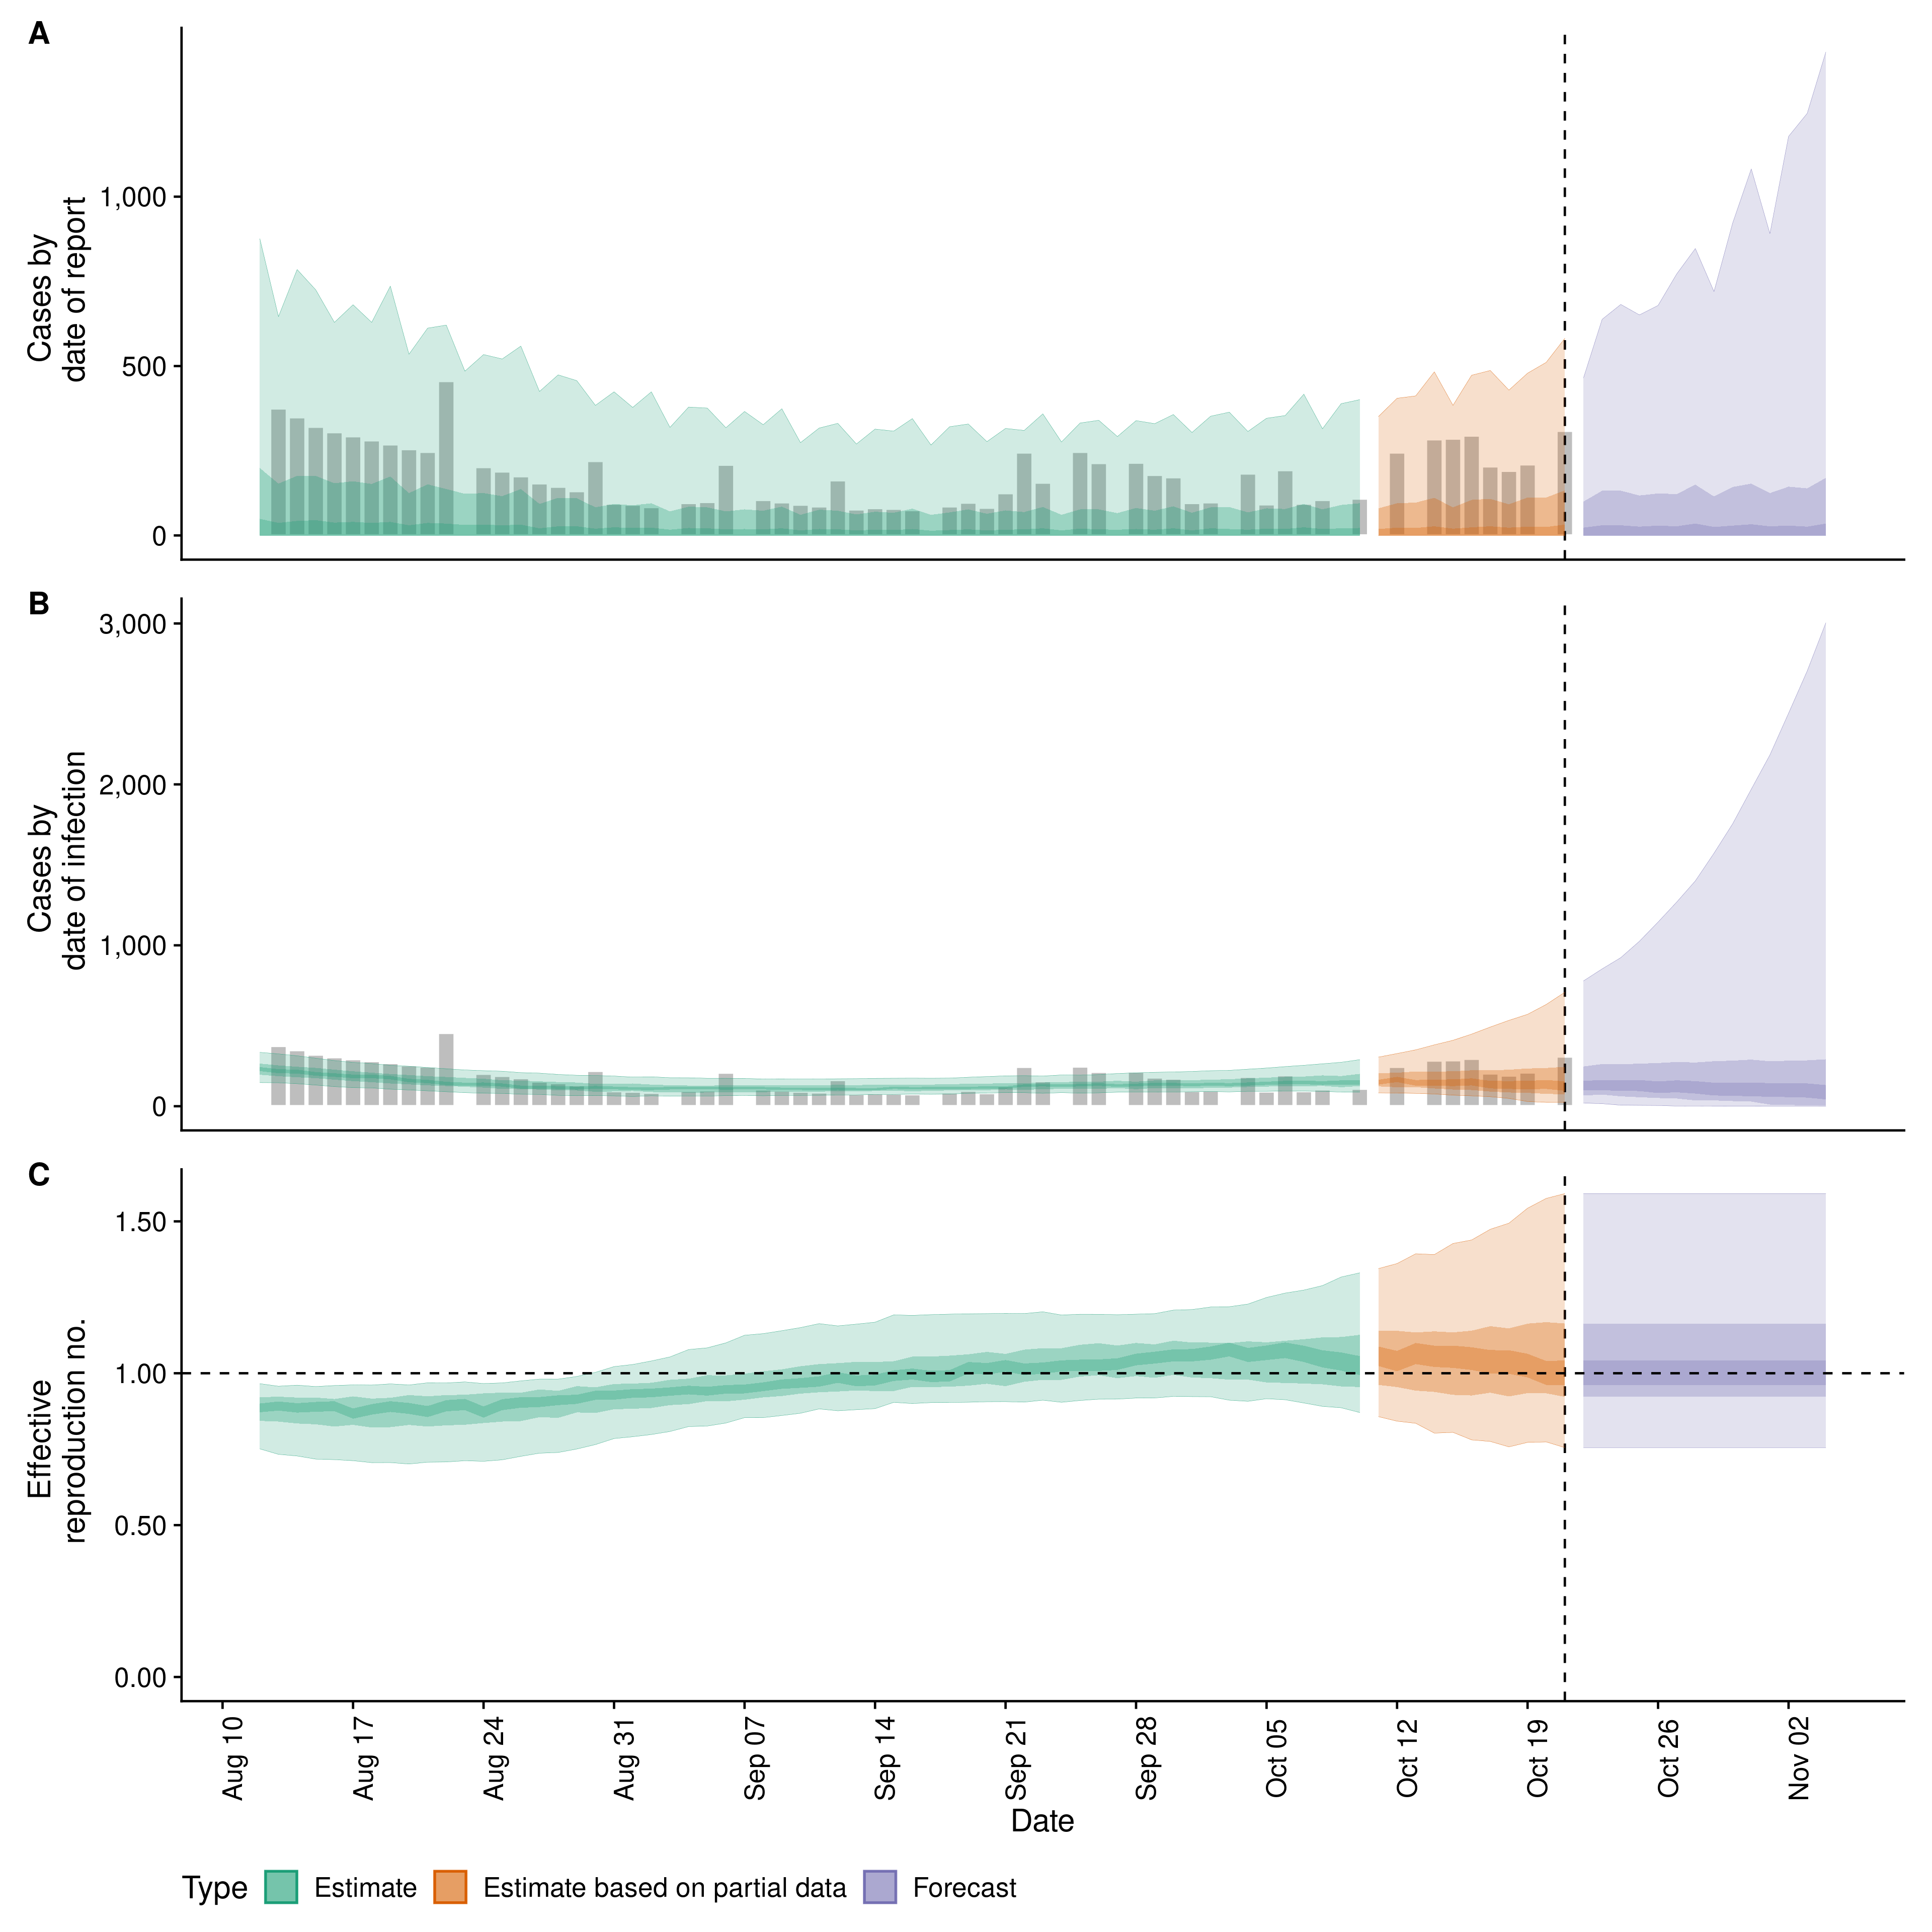 A
Cases by
date of report
1,000
500
0
B
Cases by
date of infection
3,000
2,000
1,000
0
C
Effective
reproduction no.
1.50
1.00
0.50
0.00
Aug 10
Aug 17
Aug 24
Aug 31
Sep 07
Sep 14
Sep 21
Sep 28
Oct 05
Oct 12
Oct 19
Oct 26
Nov 02
Date
Type Estimate Estimate based on partial data Forecast